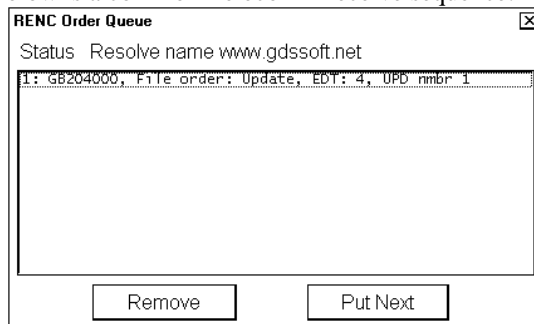 RENC Order Queue
Status Resolve name www.gdssoft.net
1: GB204000, File order: Update, EDT: 4, UPD nmbr 1
Remove Put Next